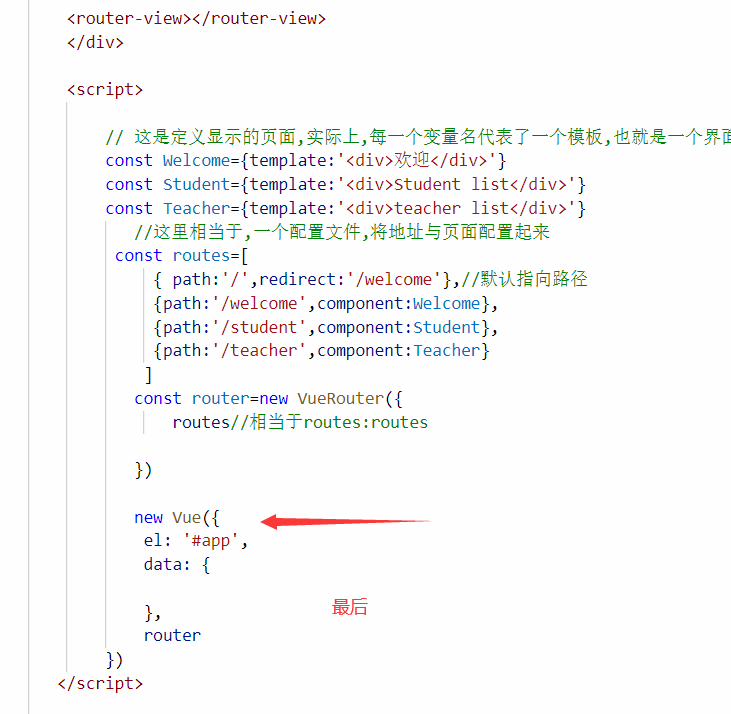 <router-view></router-view>
</div>
<script>
// 这是定义显示的页面,实际上,每一个变量名代表了一个模板,也就是一个界面
const Welcome={template:'<div>欢迎</div>'}
const Student={template:'<div>Student list</div>'}
const Teacher={template:'<div>teacher list</div>'}
//这里相当于,一个配置文件,将地址与页面配置起来
const routes=[
{ path:'/',redirect:'/welcome'},//默认指向路径
{path:'/welcome',component:Welcome},
{path:'/student',component:Student},
{path:'/teacher',component:Teacher}
]
const router=new VueRouter({
routes//相当于routes:routes
})
new Vue({
el: '#app',
data: {
最后
},
router
})
</script>